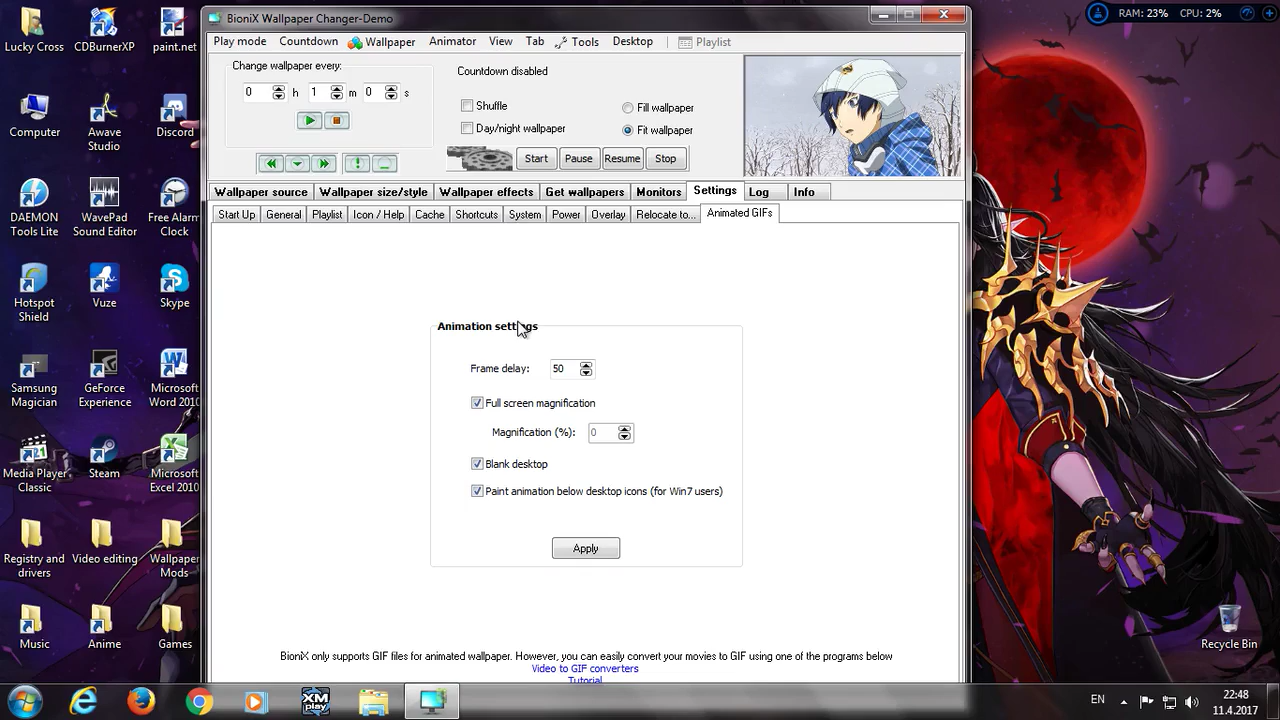 BioniX Wallpaper Changer-Demo
RAM: 23% CPU: 2%
Play mode Countdown Wallpaper Animator View Tab Tools Desktop Playlist
Change wallpaper every:
0 h 1 m 0 s
Countdown disabled
Shuffle
Day/night wallpaper
Fill wallpaper
Fit wallpaper
Start Pause Resume Stop
Wallpaper source Wallpaper size/style Wallpaper effects Get wallpapers Monitors Settings Log Info
Start Up General Playlist Icon / Help Cache Shortcuts System Power Overlay Relocate to... Animated GIFs
Animation settings
Frame delay: 50
Full screen magnification
Magnification (%): 0
Blank desktop
Paint animation below desktop icons (for Win7 users)
Apply
BioniX only supports GIF files for animated wallpaper. However, you can easily convert your movies to GIF using one of the programs below
Video to GIF converters
Tutorial
Lucky Cross
CDBurnerXP
paint.net
Computer
Awave
Studio
Discord
DAEMON
Tools Lite
WavePad
Sound Editor
Free Alarm
Clock
Hotspot
Shield
Vuze
Skype
Samsung
Magician
GeForce
Experience
Microsoft
Word 2010
Media Player
Classic
Steam
Microsoft
Excel 2010
Registry and
drivers
Video editing
Wallpaper
Mods
Music
Anime
Games
Recycle Bin
XM
play
EN
22:48
11.4.2017